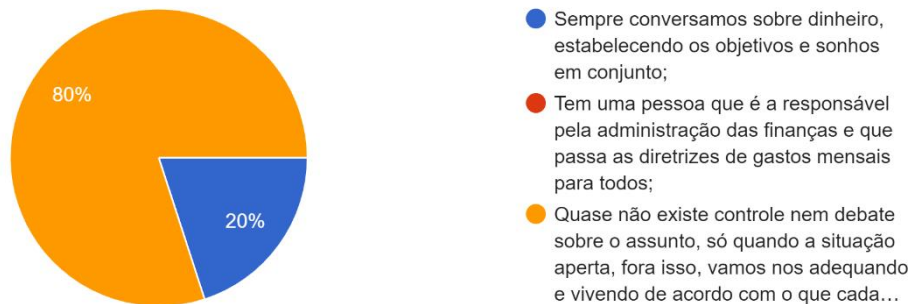 80%
20%
Sempre conversamos sobre dinheiro,
estabelecendo os objetivos e sonhos
em conjunto;
Tem uma pessoa que é a responsável
pela administração das finanças e que
passa as diretrizes de gastos mensais
para todos;
Quase não existe controle nem debate
sobre o assunto, só quando a situação
aperta, fora isso, vamos nos adequando
e vivendo de acordo com o que cada…